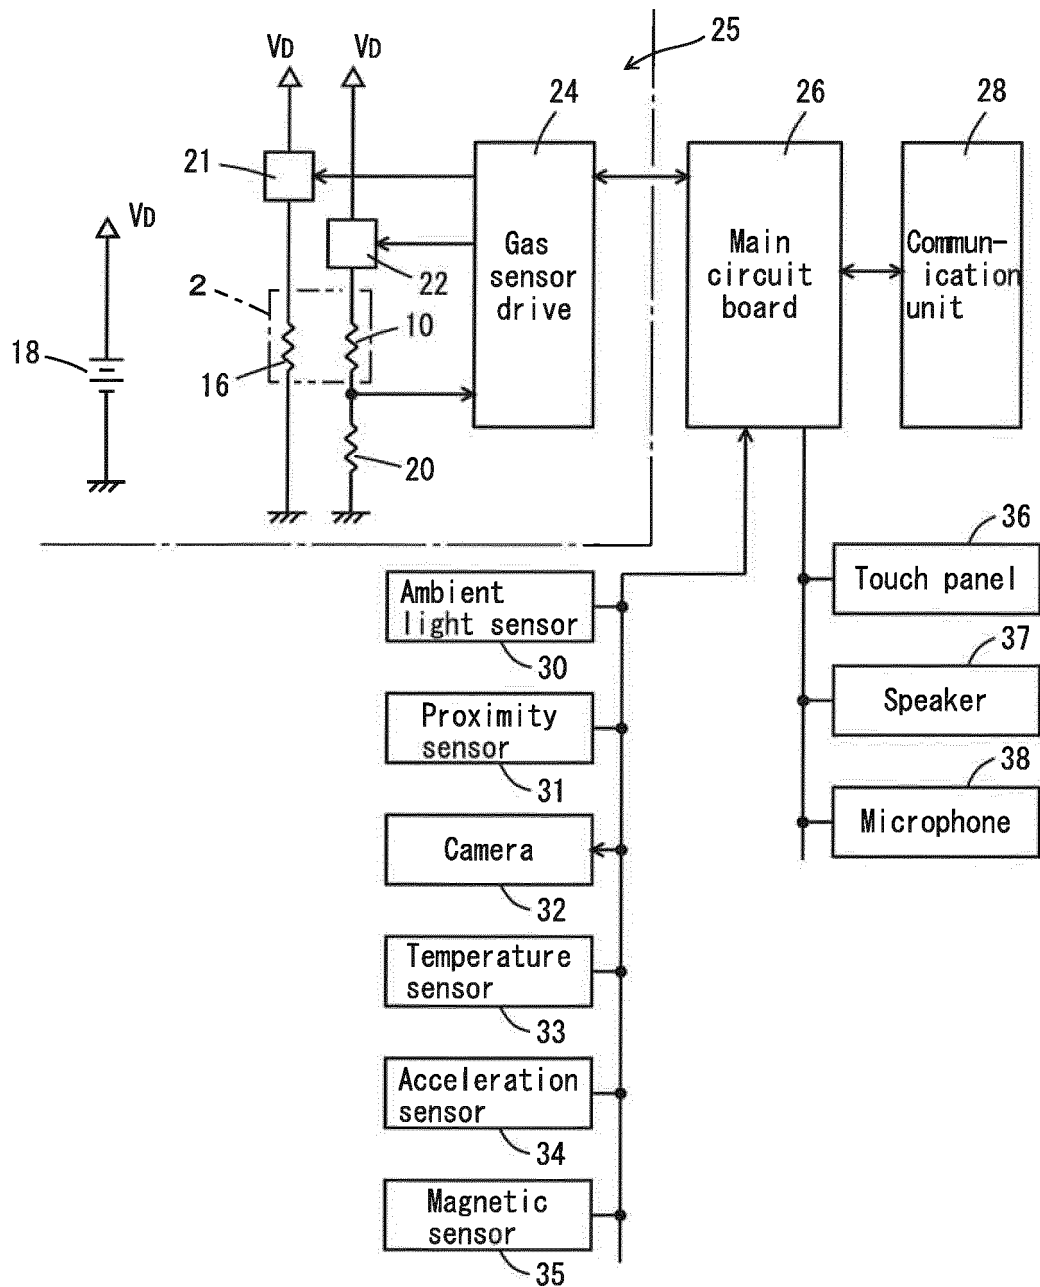 VD
VD
25
24
26
28
21
VD
Gas
sensor
drive
Main
circuit
board
Commun-
ication
unit
2
22
10
18
16
20
36
Touch panel
Ambient
light sensor
30
37
Speaker
Proximity
sensor
31
38
Microphone
Camera
32
Temperature
sensor
33
Acceleration
sensor
34
Magnetic
sensor
35